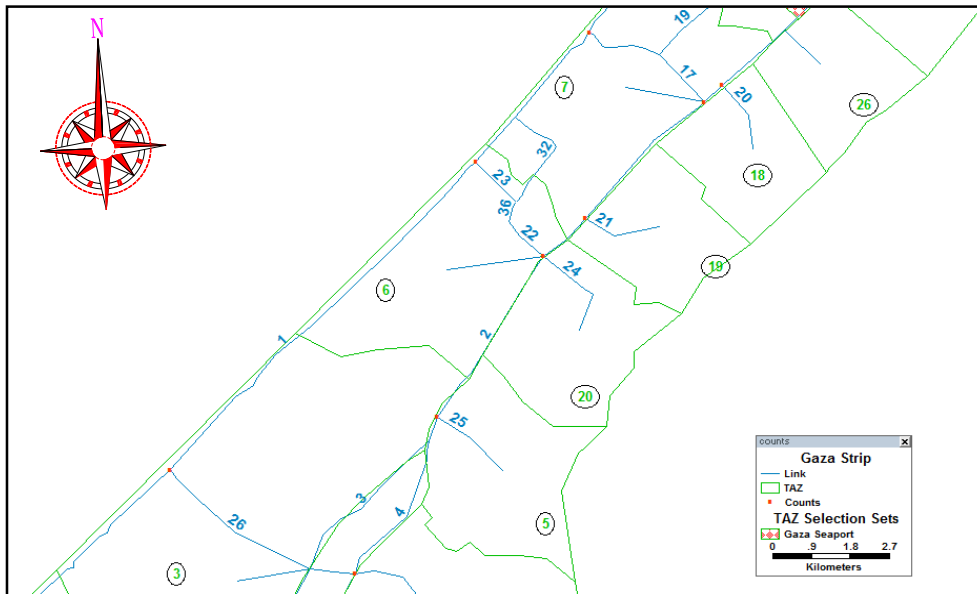 N
19
7
17
20
26
32
18
23
36
21
22
24
19
6
1
2
20
25
3
4
5
26
3
counts
x
Gaza Strip
Link
TAZ
Counts
TAZ Selection Sets
Gaza Seaport
0 .9 1.8 2.7
Kilometers